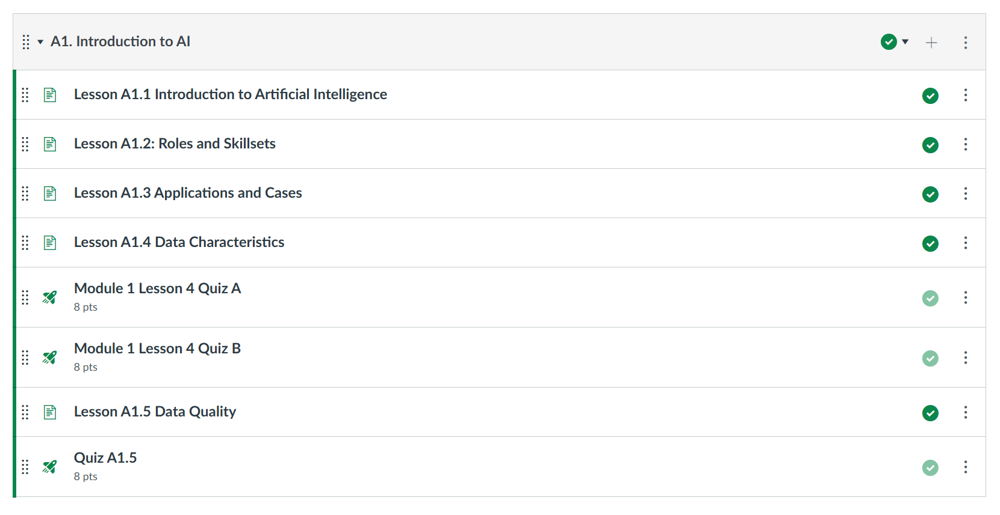 A1. Introduction to AI
Lesson A1.1 Introduction to Artificial Intelligence
Lesson A1.2: Roles and Skillsets
Lesson A1.3 Applications and Cases
Lesson A1.4 Data Characteristics
Module 1 Lesson 4 Quiz A
8 pts
Module 1 Lesson 4 Quiz B
8 pts
Lesson A1.5 Data Quality
Quiz A1.5
8 pts